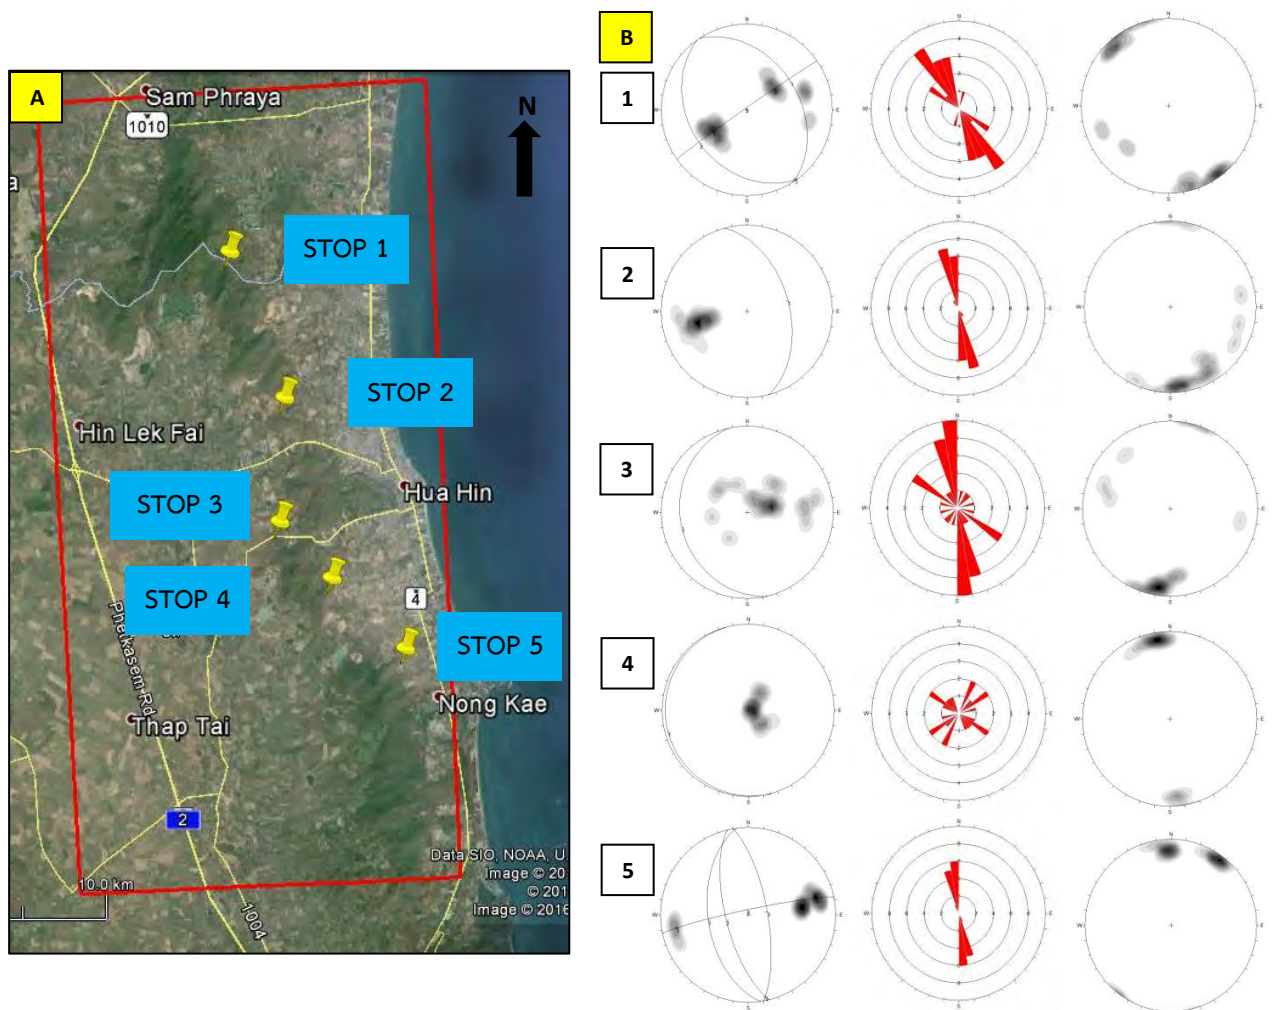 A
Sam Phraya
1010
N
a
STOP 1
STOP 2
Hin Lek Fai
STOP 3
Hua Hin
STOP 4
4
Phetkasem Rd
STOP 5
Nong Kae
Thap Tai
2
Data SIO, NOAA, U.
Image © 20
© 201
Image © 2016
10.0 km
1004
B
1
2
3
4
5
N
W
E
S
N
W
E
S
N
W
E
S
N
W
E
S
N
W
E
S
N
W
E
S
N
W
E
S
N
W
E
S
N
W
E
S
N
W
E
S
N
W
E
S
N
W
E
S
N
W
E
S
N
W
E
S
N
W
E
S